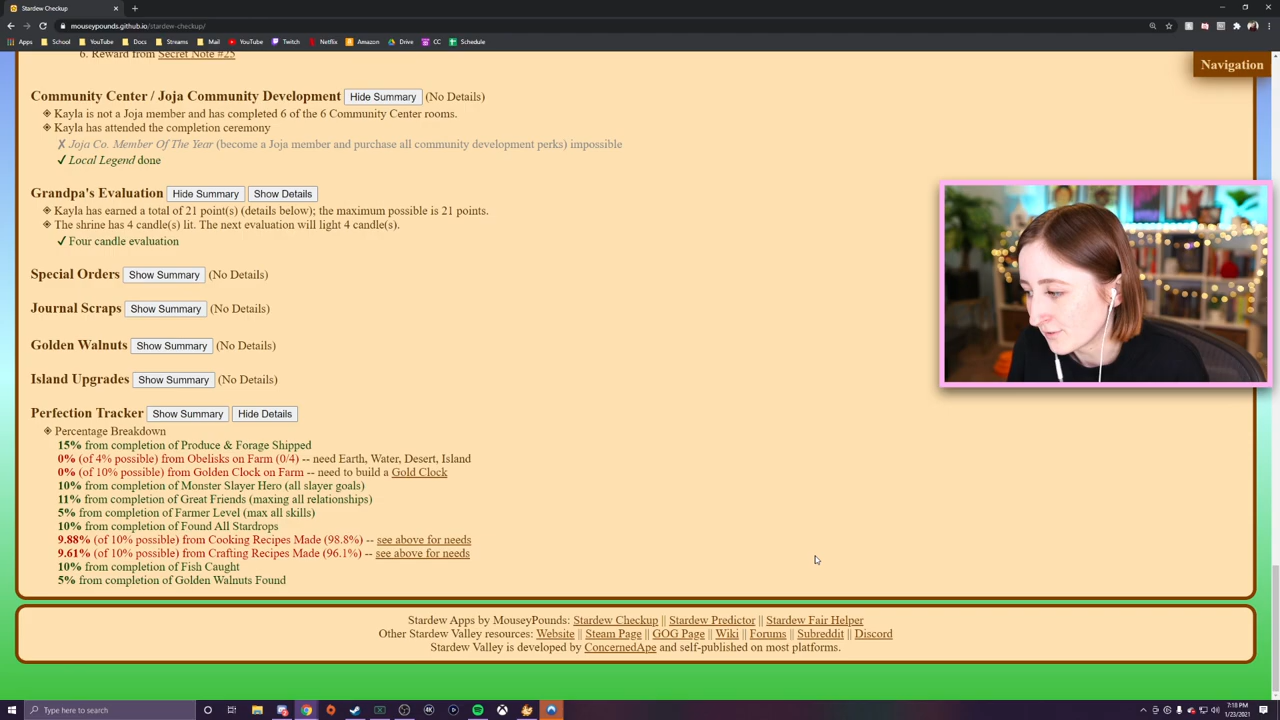 Stardew Checkup
mouseypounds.github.io/stardew-checkup/
Apps School YouTube Docs Streams Mail YouTube Twitch Netflix Amazon Drive CC Schedule
6. Reward from Secret Note #25
Navigation
Community Center / Joja Community Development Hide Summary (No Details)
Kayla is not a Joja member and has completed 6 of the 6 Community Center rooms.
Kayla has attended the completion ceremony
✗ Joja Co. Member Of The Year (become a Joja member and purchase all community development perks) impossible
✓ Local Legend done
Grandpa's Evaluation Hide Summary Show Details
Kayla has earned a total of 21 point(s) (details below); the maximum possible is 21 points.
The shrine has 4 candle(s) lit. The next evaluation will light 4 candle(s).
✓ Four candle evaluation
Special Orders Show Summary (No Details)
Journal Scraps Show Summary (No Details)
Golden Walnuts Show Summary (No Details)
Island Upgrades Show Summary (No Details)
Perfection Tracker Show Summary Hide Details
Percentage Breakdown
15% from completion of Produce & Forage Shipped
0% (of 4% possible) from Obelisks on Farm (0/4) -- need Earth, Water, Desert, Island
0% (of 10% possible) from Golden Clock on Farm -- need to build a Gold Clock
10% from completion of Monster Slayer Hero (all slayer goals)
11% from completion of Great Friends (maxing all relationships)
5% from completion of Farmer Level (max all skills)
10% from completion of Found All Stardrops
9.88% (of 10% possible) from Cooking Recipes Made (98.8%) -- see above for needs
9.61% (of 10% possible) from Crafting Recipes Made (96.1%) -- see above for needs
10% from completion of Fish Caught
5% from completion of Golden Walnuts Found
Stardew Apps by MouseyPounds: Stardew Checkup || Stardew Predictor || Stardew Fair Helper
Other Stardew Valley resources: Website || Steam Page || GOG Page || Wiki || Forums || Subreddit || Discord
Stardew Valley is developed by ConcernedApe and self-published on most platforms.
Type here to search
4K
7:18 PM
1/23/2021